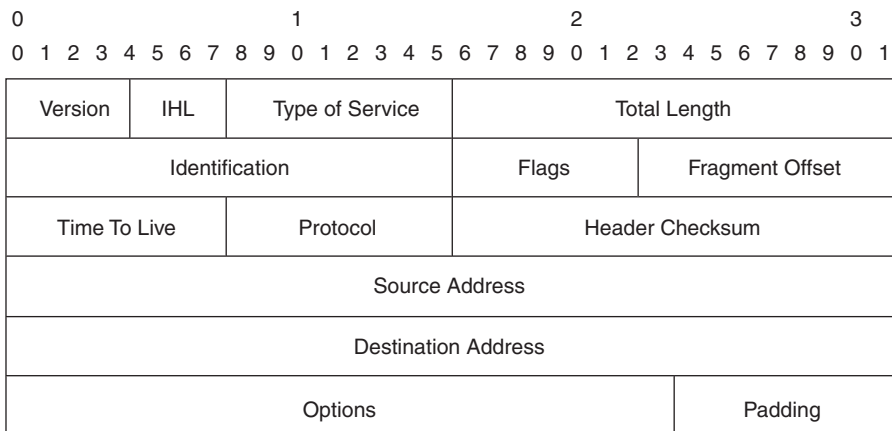 0 1 2 3
0 1 2 3 4 5 6 7 8 9 0 1 2 3 4 5 6 7 8 9 0 1 2 3 4 5 6 7 8 9 0 1
Version IHL Type of Service Total Length
Identification Flags Fragment Offset
Time To Live Protocol Header Checksum
Source Address
Destination Address
Options Padding